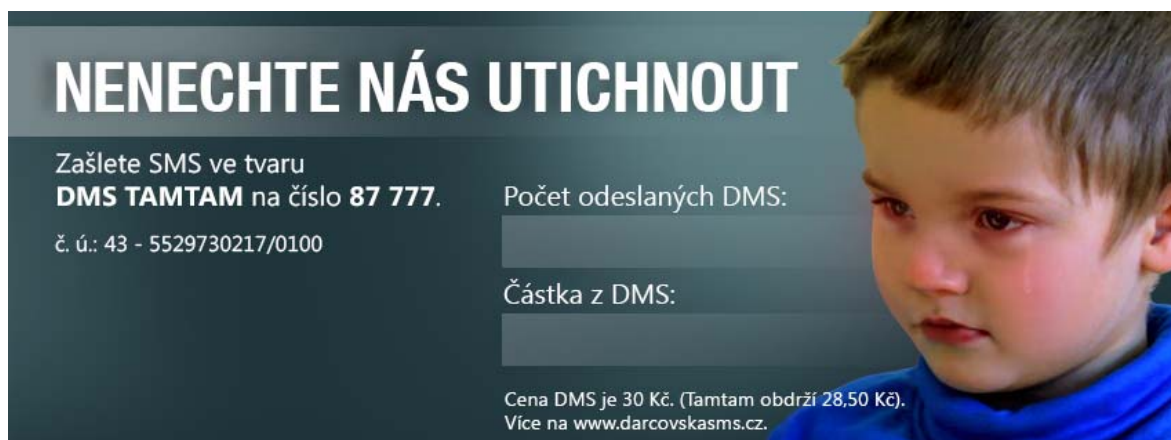 NENECHTE NÁS UTICHNOUT
Zašlete SMS ve tvaru
DMS TAMTAM na číslo 87 777.
č. ú.: 43 - 5529730217/0100
Počet odeslaných DMS:
Částka z DMS:
Cena DMS je 30 Kč. (Tamtam obdrží 28,50 Kč).
Více na www.darcovskasms.cz.